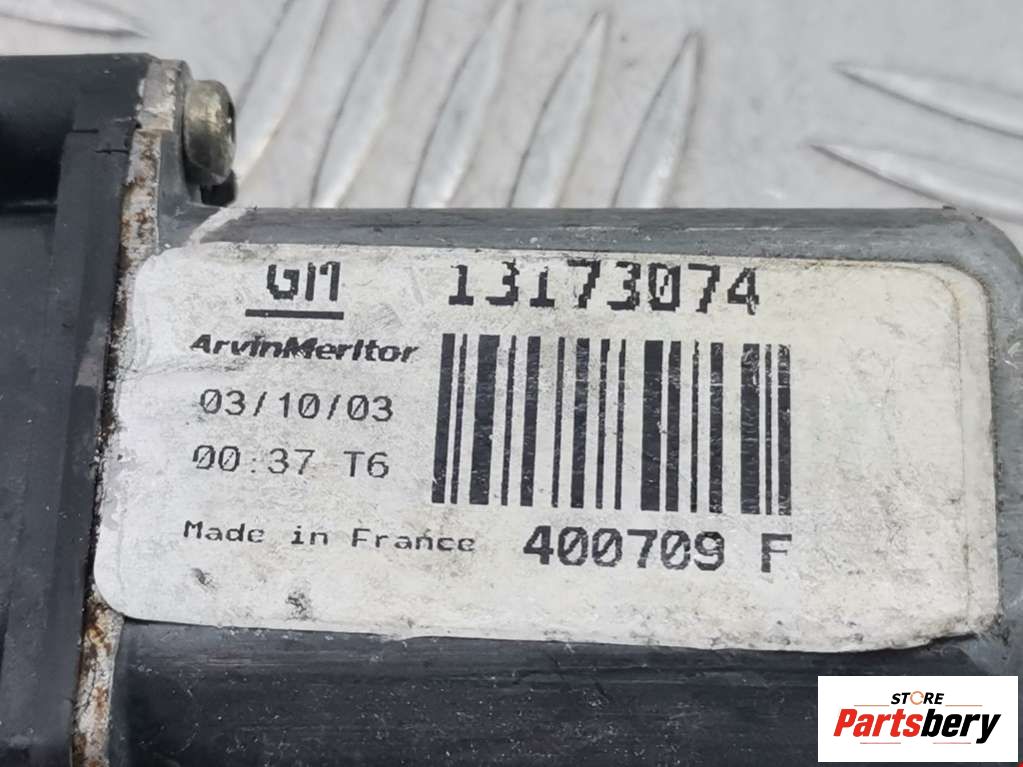 GM 13173074
ArvinMeritor
03/10/03
00:37 T6
Made in France 400709 F
STORE
Partsbery